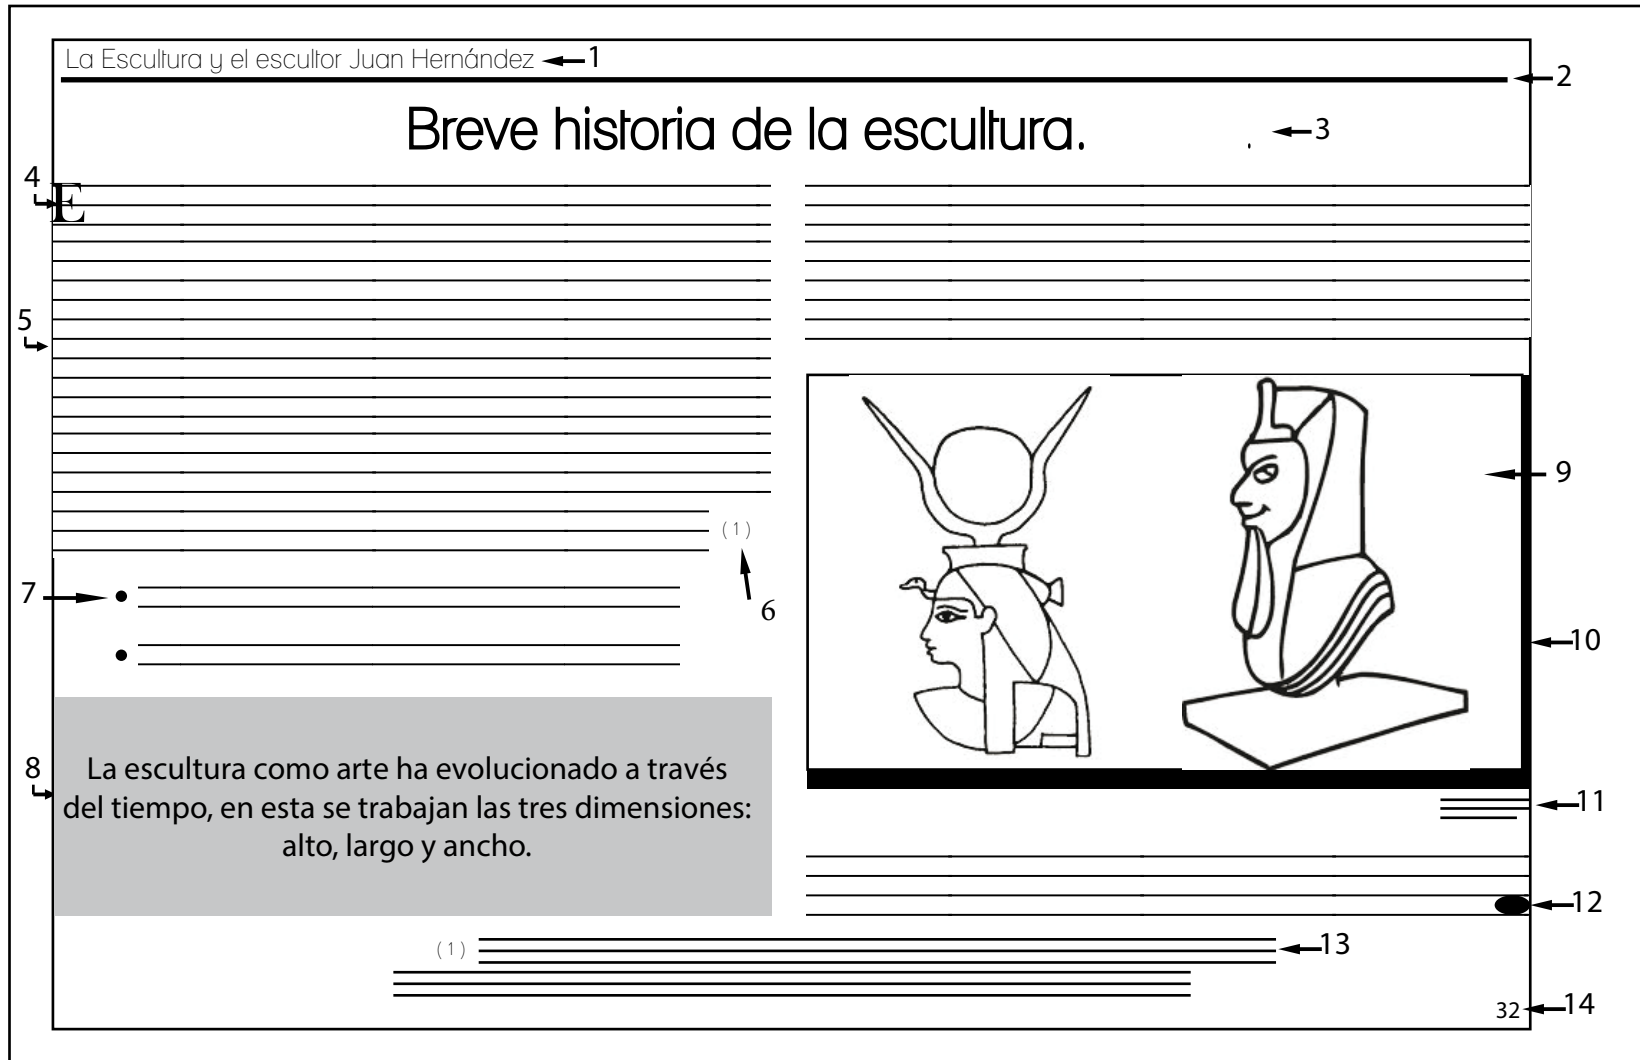 La Escultura y el escultor Juan Hernández
1
2
Breve historia de la escultura.
3
4
E
5
(1)
6
7
8
La escultura como arte ha evolucionado a través
del tiempo, en esta se trabajan las tres dimensiones:
alto, largo y ancho.
9
10
11
12
(1)
13
32
14